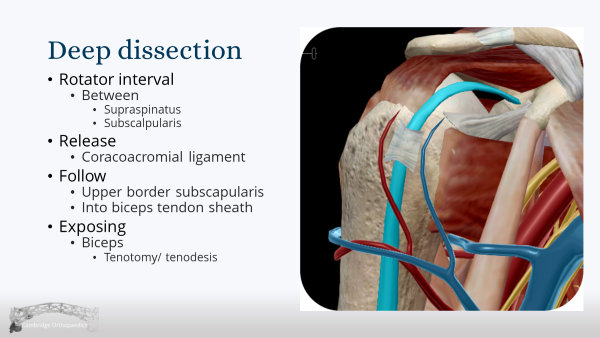 Deep dissection
• Rotator interval
• Between
• Supraspinatus
• Subscalpularis
• Release
• Coracoacromial ligament
• Follow
• Upper border subscapularis
• Into biceps tendon sheath
• Exposing
• Biceps
• Tenotomy/ tenodesis
Cambridge Orthopaedics